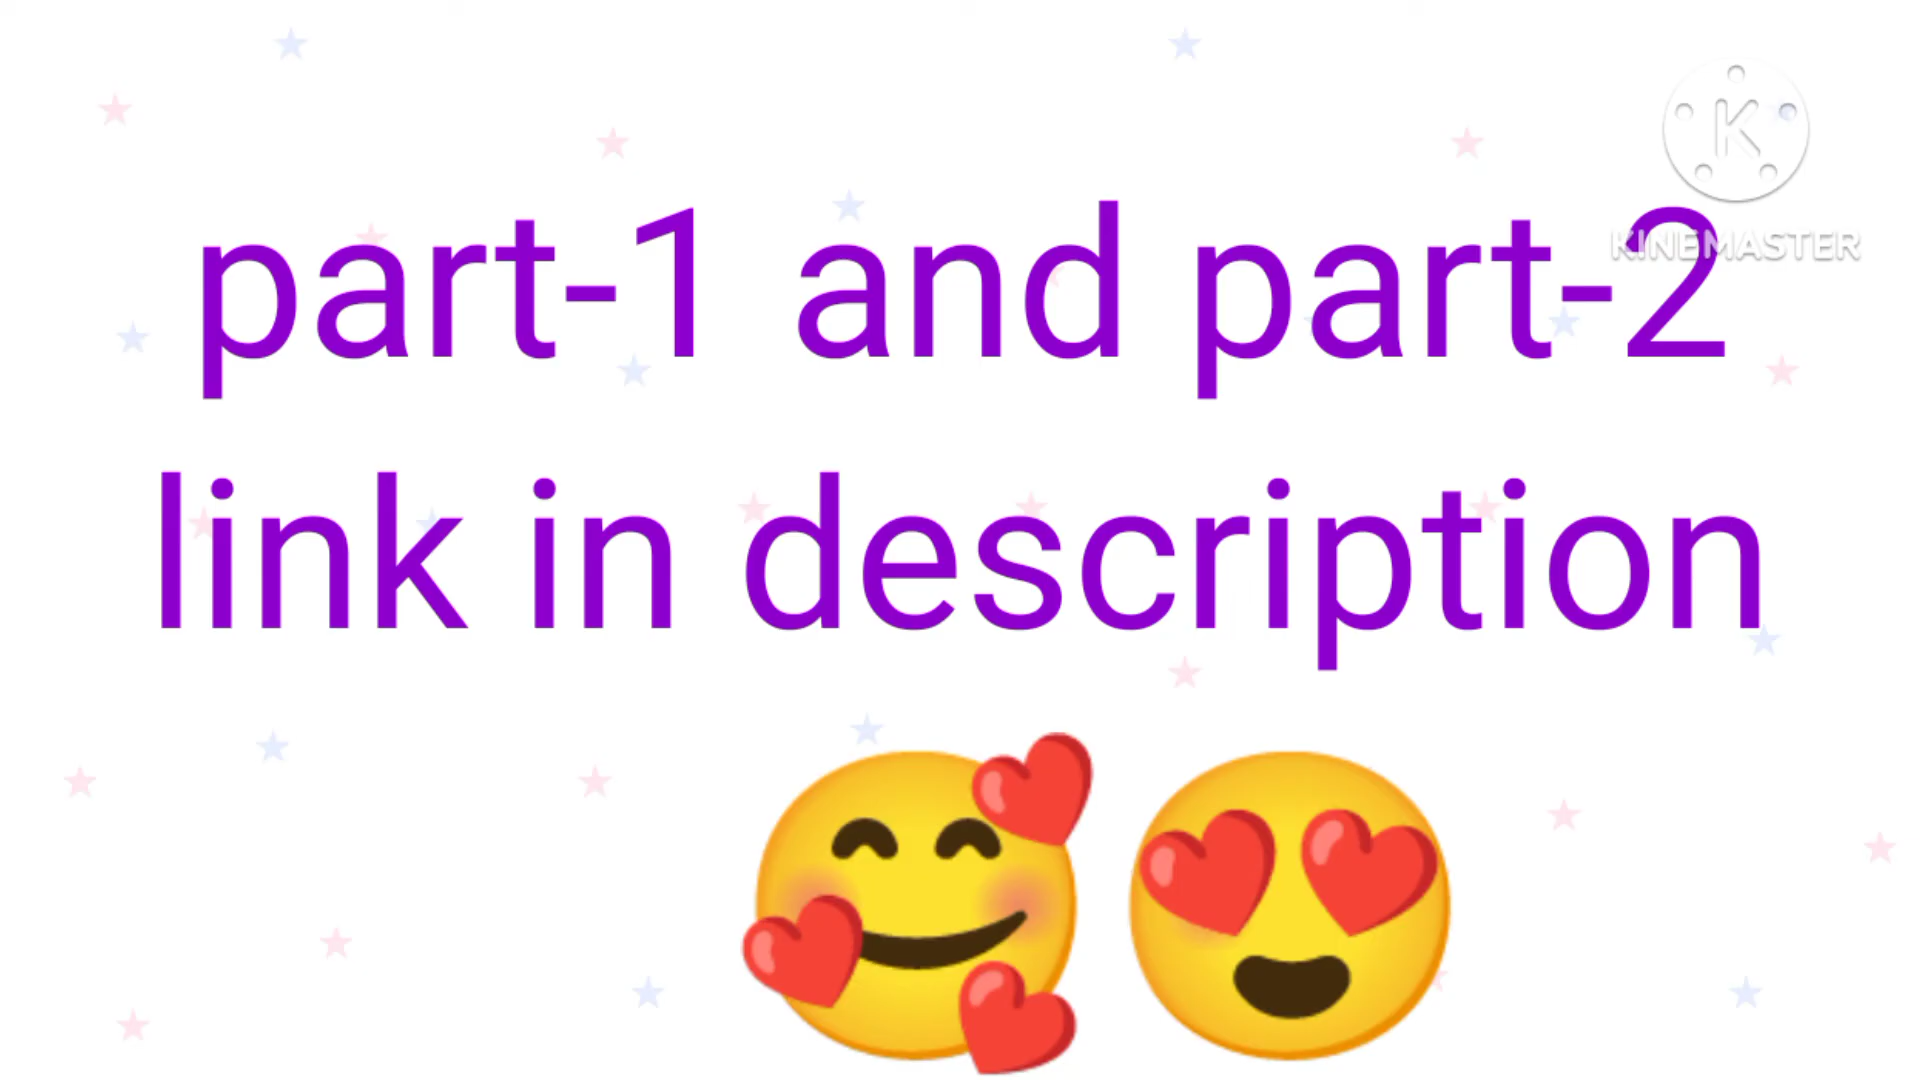 K
KINEMASTER
part-1 and part-2
link in description
🥰😍